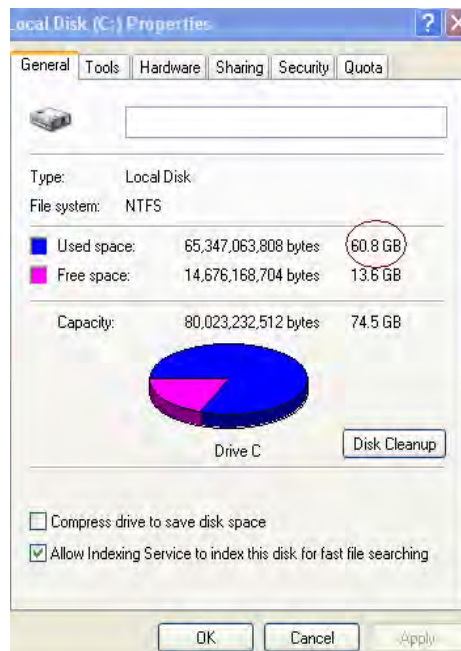 Local Disk (C:) Properties
General Tools Hardware Sharing Security Quota
Type: Local Disk
File system: NTFS
Used space: 65,347,063,808 bytes 60.8 GB
Free space: 14,676,168,704 bytes 13.6 GB
Capacity: 80,023,232,512 bytes 74.5 GB
Drive C Disk Cleanup
Compress drive to save disk space
Allow Indexing Service to index this disk for fast file searching
OK Cancel Apply